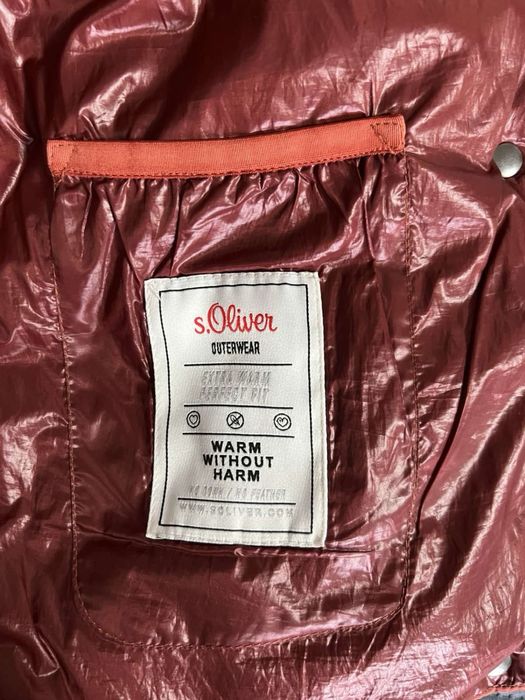 s.Oliver
OUTERWEAR
EXTRA WARM
PERFECT FIT
WARM
WITHOUT
HARM
NO DOWN / NO FEATHER
WWW.SOLIVER.COM